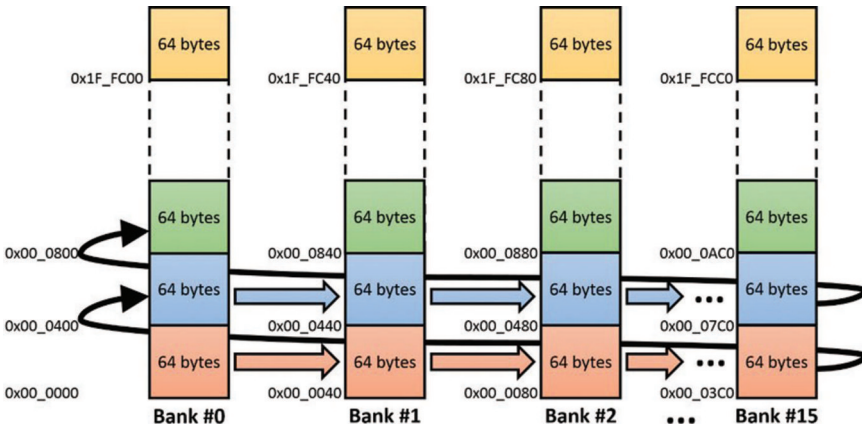 64 bytes 64 bytes 64 bytes 64 bytes
0x1F_FC00 0x1F_FC40 0x1F_FC80 0x1F_FCC0
64 bytes 64 bytes 64 bytes 64 bytes
0x00_0800 0x00_0840 0x00_0880 0x00_0AC0
64 bytes 64 bytes 64 bytes ... 64 bytes
0x00_0400 0x00_0440 0x00_0480 0x00_07C0
64 bytes 64 bytes 64 bytes ... 64 bytes
0x00_0000 0x00_0040 0x00_0080 0x00_03C0
Bank #0 Bank #1 Bank #2 ... Bank #15